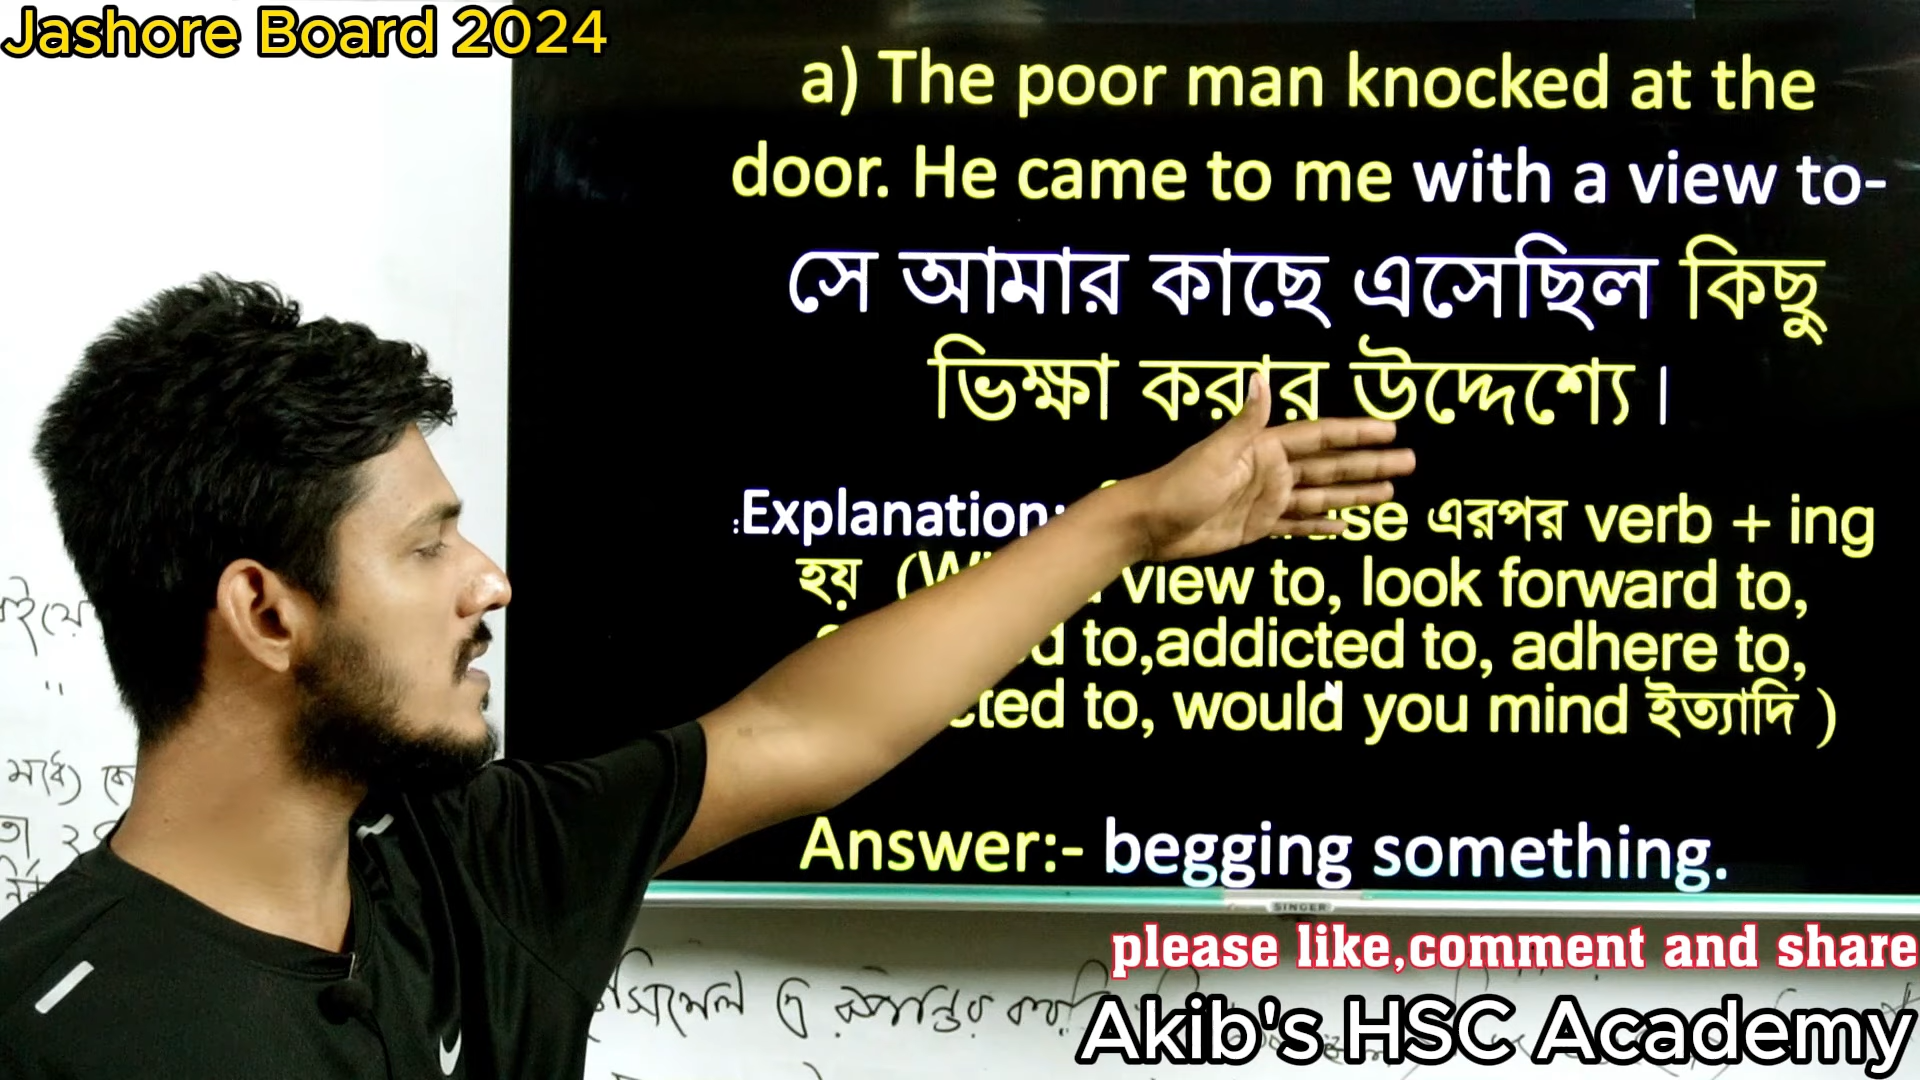 Jashore Board 2024
a) The poor man knocked at the
door. He came to me with a view to-
সে আমার কাছে এসেছিল কিছু
ভিক্ষা করার উদ্দেশ্যে।
:Explanation: এরপর verb + ing
হয় view to, look forward to,
to,addicted to, adhere to,
to, would you mind ইত্যাদি )
Answer:- begging something.
SINGER
please like,comment and share
Akib's HSC Academy